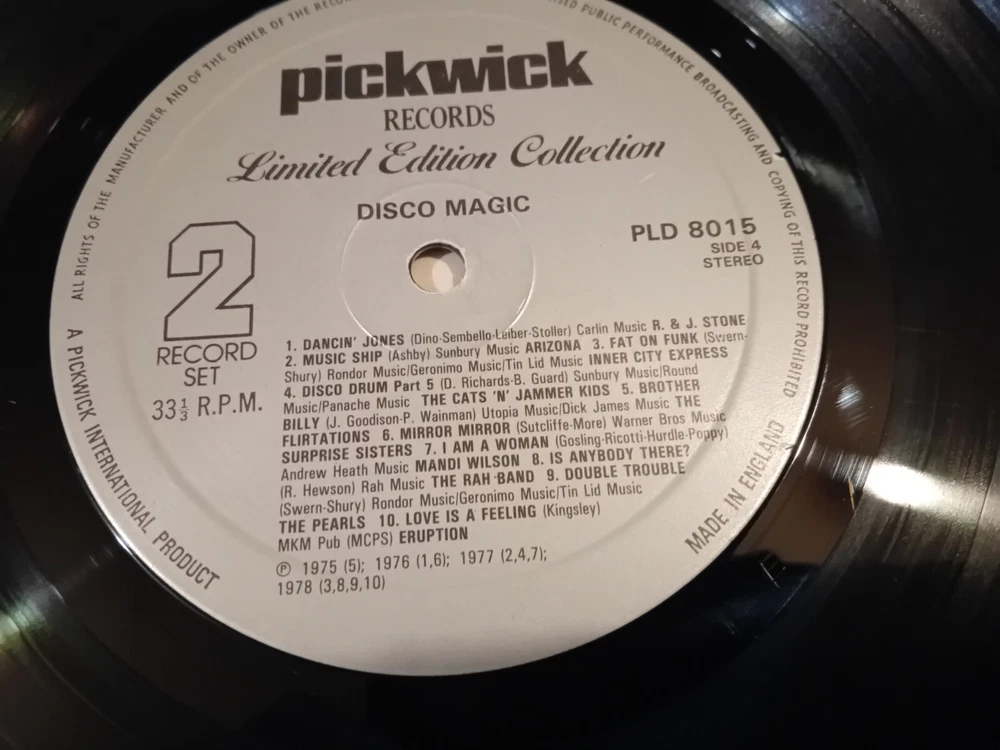 ALL RIGHTS OF THE MANUFACTURER AND OF THE OWNER OF THE
PUBLIC PERFORMANCE BROADCASTING AND COPYING OF THIS RECORD PROHIBITED
pickwick
RECORDS
Limited Edition Collection
DISCO MAGIC
2
RECORD
SET
33⅓ R.P.M.
PLD 8015
SIDE 4
STEREO
1. DANCIN' JONES (Dino-Sembello-Leiber-Stoller) Carlin Music R. & J. STONE
2. MUSIC SHIP (Ashby) Sunbury Music ARIZONA 3. FAT ON FUNK (Swern-
Shury) Rondor Music/Geronimo Music/Tin Lid Music INNER CITY EXPRESS
4. DISCO DRUM Part 5 (D. Richards-B. Guard) Sunbury Music/Round
Music/Panache Music THE CATS 'N' JAMMER KIDS 5. BROTHER
BILLY (J. Goodison-P. Wainman) Utopia Music/Dick James Music THE
FLIRTATIONS 6. MIRROR MIRROR (Sutcliffe-More) Warner Bros Music
SURPRISE SISTERS 7. I AM A WOMAN (Gosling-Ricotti-Hurdle-Poppy)
Andrew Heath Music MANDI WILSON 8. IS ANYBODY THERE?
(R. Hewson) Rah Music THE RAH BAND 9. DOUBLE TROUBLE
(Swern-Shury) Rondor Music/Geronimo Music/Tin Lid Music
THE PEARLS 10. LOVE IS A FEELING (Kingsley)
MKM Pub (MCPS) ERUPTION
℗ 1975 (5); 1976 (1,6); 1977 (2,4,7);
1978 (3,8,9,10)
A PICKWICK INTERNATIONAL PRODUCT
MADE IN ENGLAND